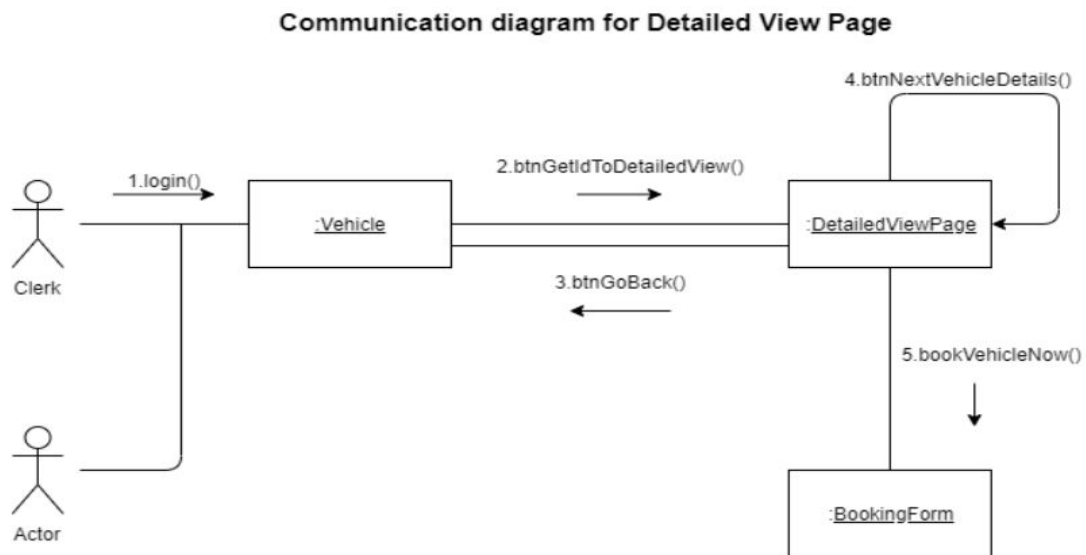 Communication diagram for Detailed View Page
4.btnNextVehicleDetails()
2.btnGetIdToDetailedView()
1.login()
:Vehicle
:DetailedViewPage
3.btnGoBack()
Clerk
5.bookVehicleNow()
:BookingForm
Actor